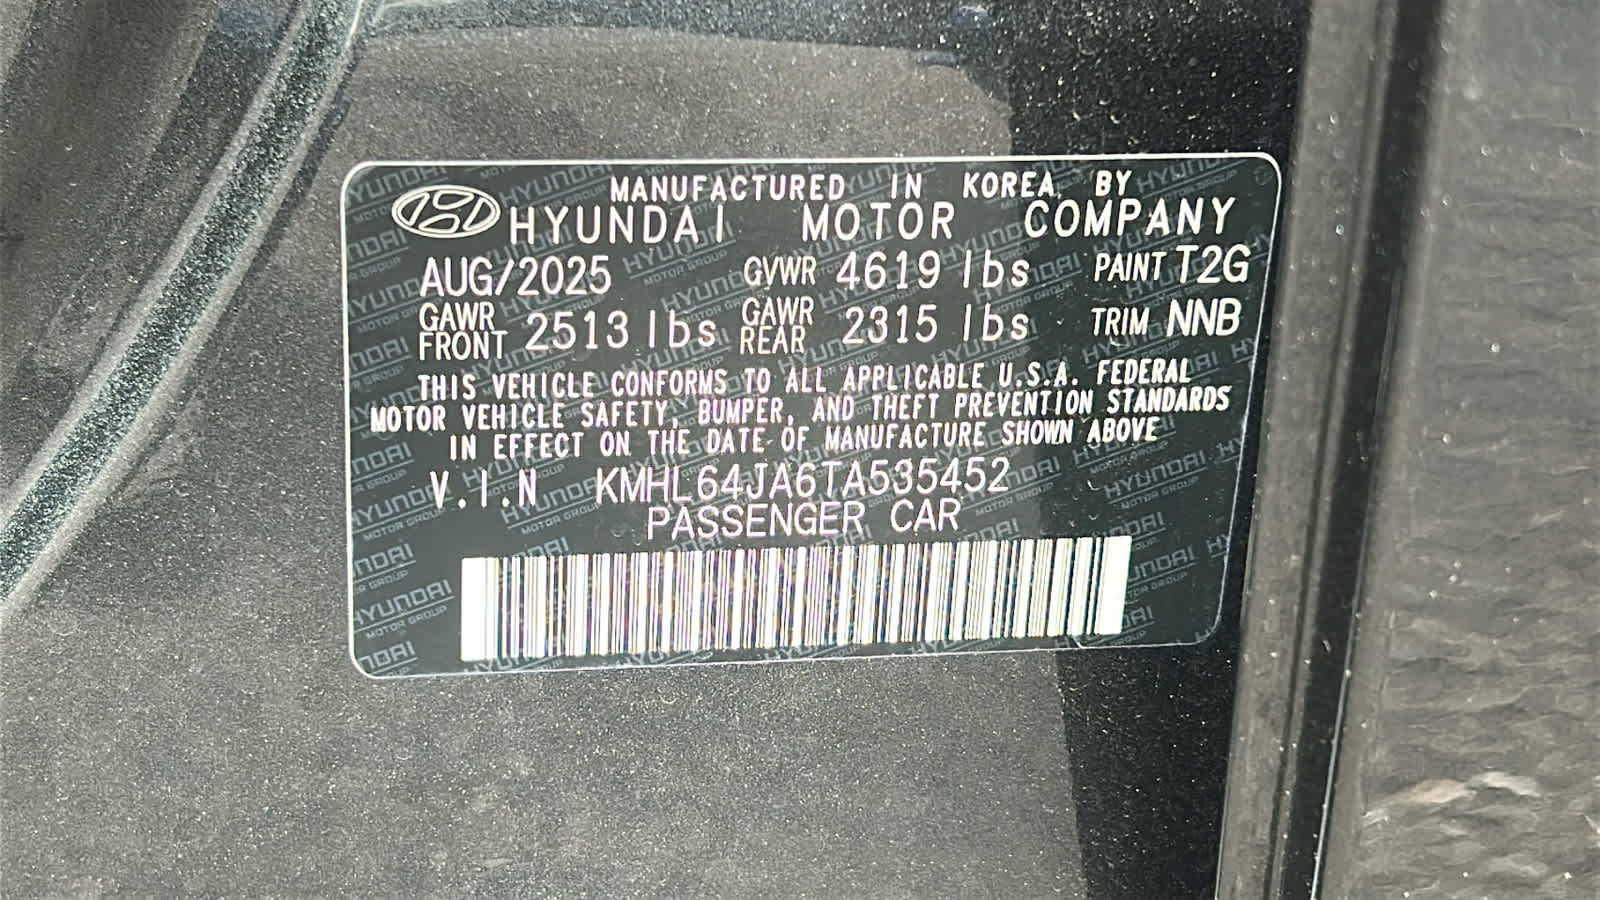 MANUFACTURED IN KOREA BY
HYUNDAI MOTOR COMPANY
AUG/2025 GVWR 4619 lbs PAINT T2G
GAWR FRONT 2513 lbs GAWR REAR 2315 lbs TRIM NNB
THIS VEHICLE CONFORMS TO ALL APPLICABLE U.S.A. FEDERAL
MOTOR VEHICLE SAFETY, BUMPER, AND THEFT PREVENTION STANDARDS
IN EFFECT ON THE DATE OF MANUFACTURE SHOWN ABOVE
V.I.N KMHL64JA6TA535452
PASSENGER CAR